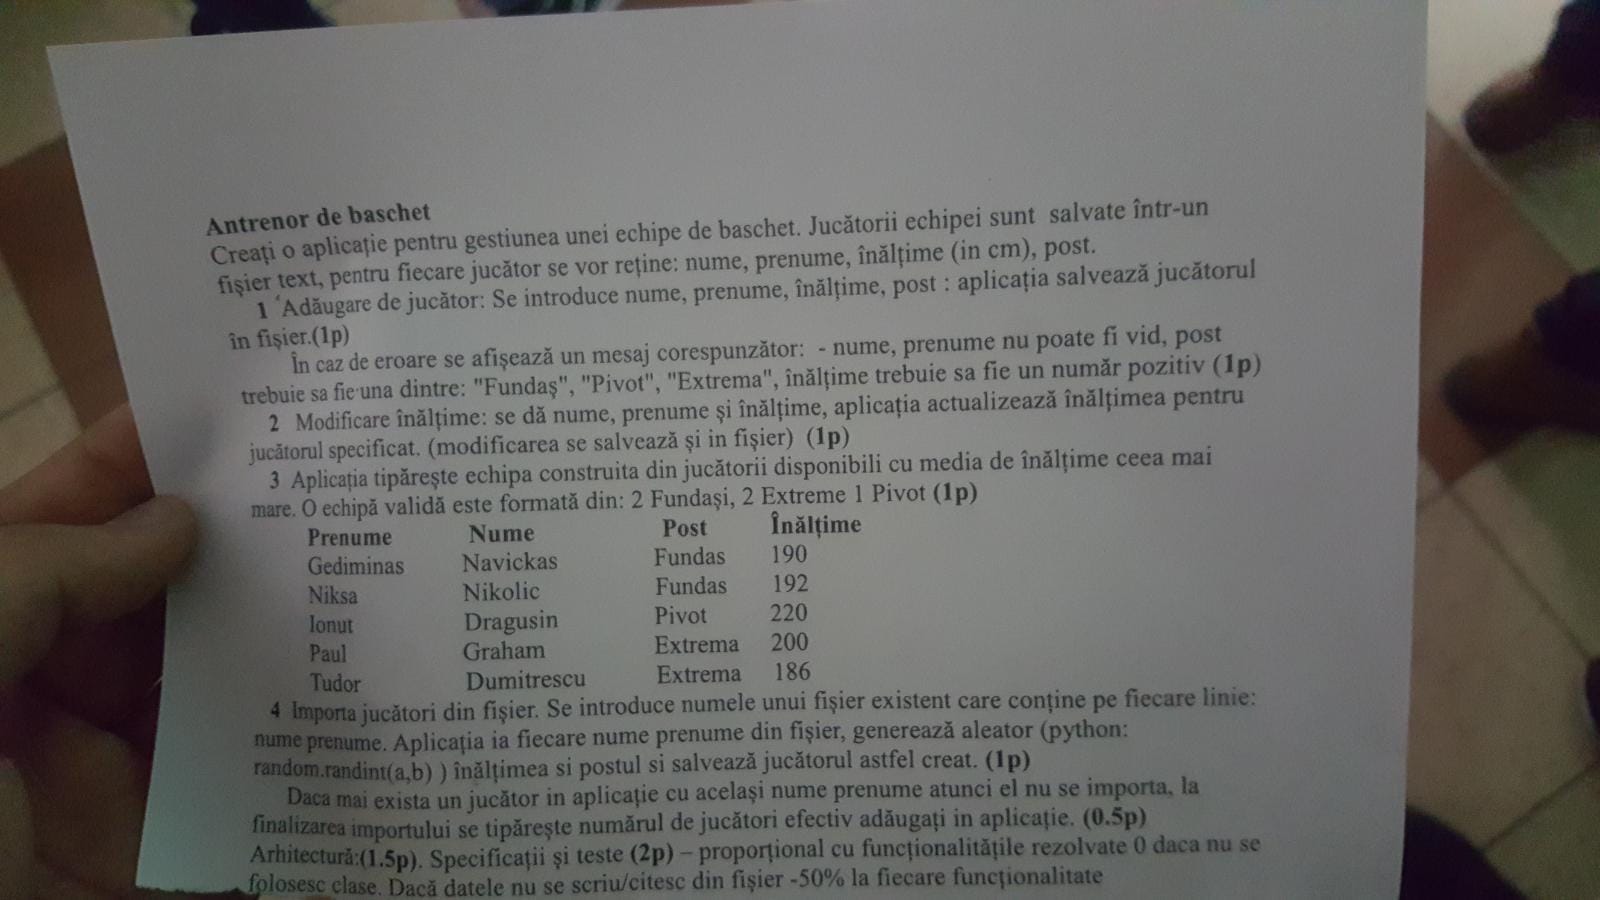 Antrenor de baschet
Creați o aplicație pentru gestiunea unei echipe de baschet. Jucătorii echipei sunt salvate într-un
fișier text, pentru fiecare jucător se vor reține: nume, prenume, înălțime (in cm), post.
1 Adăugare de jucător: Se introduce nume, prenume, înălțime, post : aplicația salvează jucătorul
în fișier.(1p)
În caz de eroare se afișează un mesaj corespunzător: - nume, prenume nu poate fi vid, post
trebuie sa fie una dintre: "Fundaș", "Pivot", "Extrema", înălțime trebuie sa fie un număr pozitiv (1p)
2 Modificare înălțime: se dă nume, prenume și înălțime, aplicația actualizează înălțimea pentru
jucătorul specificat. (modificarea se salvează și in fișier) (1p)
3 Aplicația tipărește echipa construita din jucătorii disponibili cu media de înălțime ceea mai
mare. O echipă validă este formată din: 2 Fundași, 2 Extreme 1 Pivot (1p)
Prenume Nume Post Înălțime
Gediminas Navickas Fundas 190
Niksa Nikolic Fundas 192
Ionut Dragusin Pivot 220
Paul Graham Extrema 200
Tudor Dumitrescu Extrema 186
4 Importa jucători din fișier. Se introduce numele unui fișier existent care conține pe fiecare linie:
nume prenume. Aplicația ia fiecare nume prenume din fișier, generează aleator (python:
random.randint(a,b) ) înălțimea si postul si salvează jucătorul astfel creat. (1p)
Daca mai exista un jucător in aplicație cu același nume prenume atunci el nu se importa, la
finalizarea importului se tipărește numărul de jucători efectiv adăugați in aplicație. (0.5p)
Arhitectură:(1.5p). Specificații și teste (2p) – proporțional cu funcționalitățile rezolvate 0 daca nu se
folosesc clase. Dacă datele nu se scriu/citesc din fișier -50% la fiecare funcționalitate